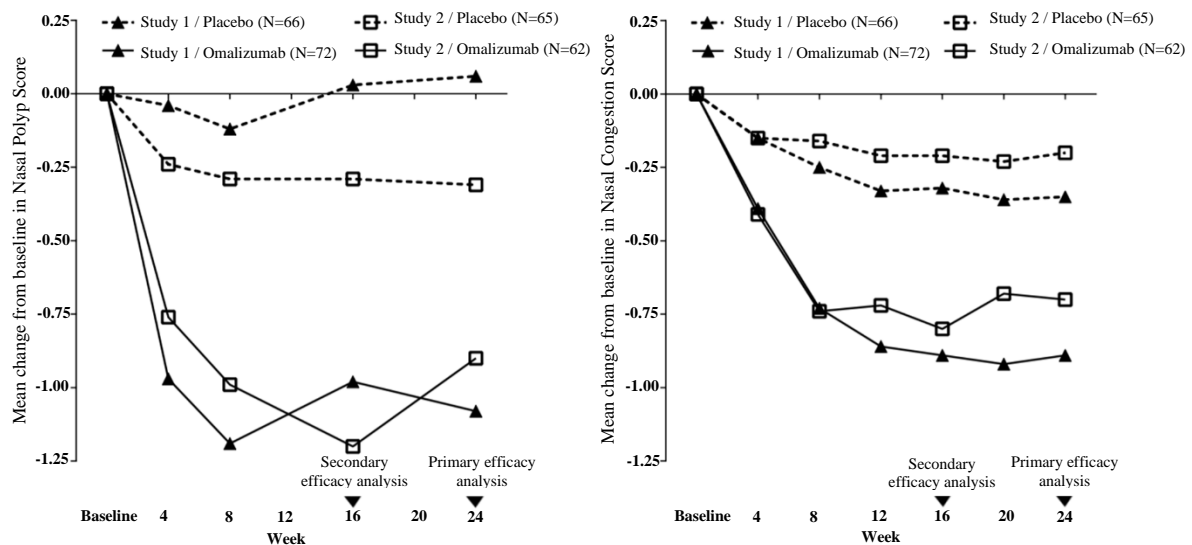 Study 1 / Placebo (N=66)
Study 2 / Placebo (N=65)
Study 1 / Omalizumab (N=72)
Study 2 / Omalizumab (N=62)
Mean change from baseline in Nasal Polyp Score
0.00
-0.25
-0.50
-0.75
-1.00
-1.25
Secondary
efficacy analysis
Primary efficacy
analysis
Baseline 4 8 12 16 20 24
Week
Study 1 / Placebo (N=66)
Study 2 / Placebo (N=65)
Study 1 / Omalizumab (N=72)
Study 2 / Omalizumab (N=62)
Mean change from baseline in Nasal Congestion Score
0.00
-0.25
-0.50
-0.75
-1.00
-1.25
Secondary
efficacy analysis
Primary efficacy
analysis
Baseline 4 8 12 16 20 24
Week